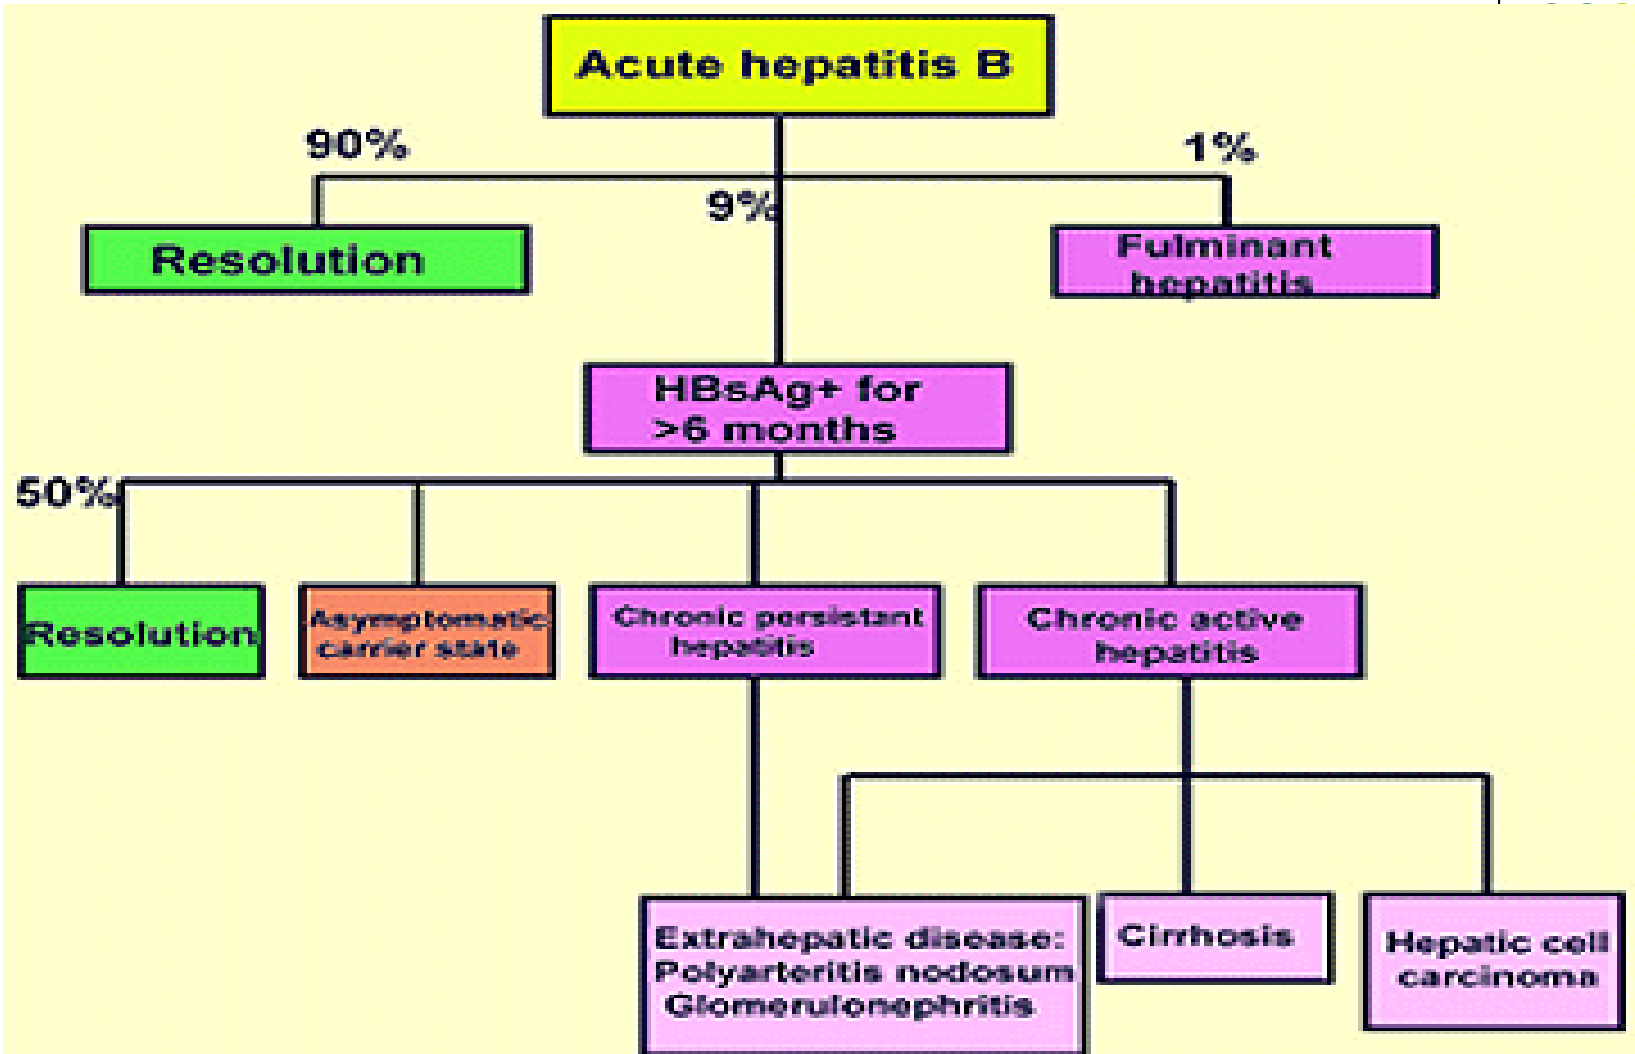 Acute hepatitis B
90%
1%
9%
Resolution
Fulminant
hepatitis
HBsAg+ for
>6 months
50%
Resolution
Asymptomatic
carrier state
Chronic persistant
hepatitis
Chronic active
hepatitis
Extrahepatic disease:
Polyarteritis nodosum
Glomerulonephritis
Cirrhosis
Hepatic cell
carcinoma